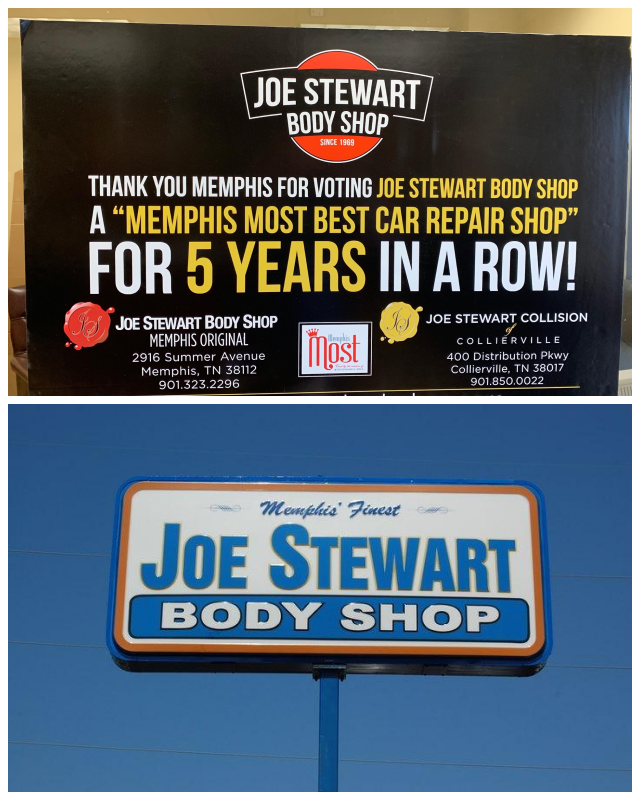 JOE STEWART
BODY SHOP
SINCE 1969
THANK YOU MEMPHIS FOR VOTING JOE STEWART BODY SHOP
A “MEMPHIS MOST BEST CAR REPAIR SHOP”
FOR 5 YEARS IN A ROW!
JS
JOE STEWART BODY SHOP
MEMPHIS ORIGINAL
2916 Summer Avenue
Memphis, TN 38112
901.323.2296
Memphis
Most
JS
JOE STEWART COLLISION
of
COLLIERVILLE
400 Distribution Pkwy
Collierville, TN 38017
901.850.0022
Memphis' Finest
JOE STEWART
BODY SHOP